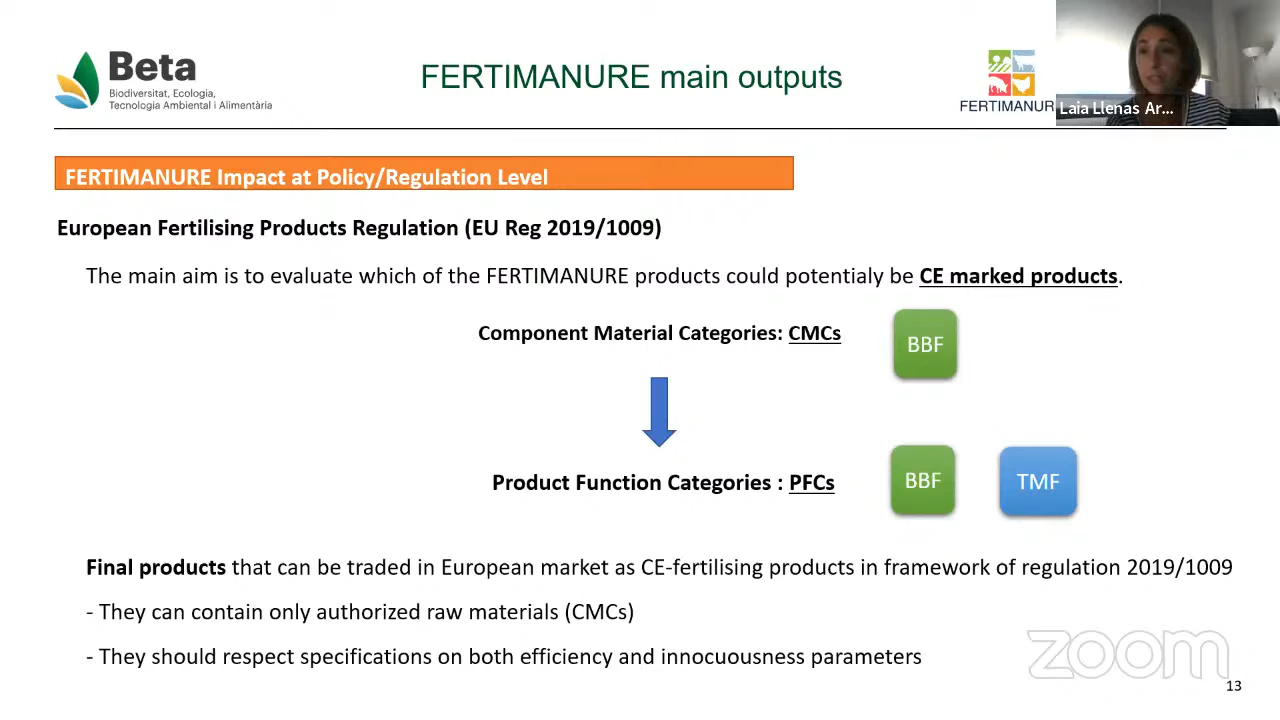 Beta
Biodiversitat, Ecologia,
Tecnologia Ambiental i Alimentària
FERTIMANURE main outputs
FERTIMANUR
Laia Llenas Ar...
FERTIMANURE Impact at Policy/Regulation Level
European Fertilising Products Regulation (EU Reg 2019/1009)
The main aim is to evaluate which of the FERTIMANURE products could potentialy be CE marked products.
Component Material Categories: CMCs
BBF
Product Function Categories : PFCs
BBF
TMF
Final products that can be traded in European market as CE-fertilising products in framework of regulation 2019/1009
- They can contain only authorized raw materials (CMCs)
- They should respect specifications on both efficiency and innocuousness parameters
zoom
13